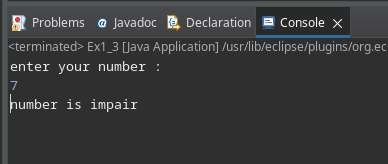 Problems Javadoc Declaration Console
<terminated> Ex1_3 [Java Application] /usr/lib/eclipse/plugins/org.ec
enter your number :
7
number is impair